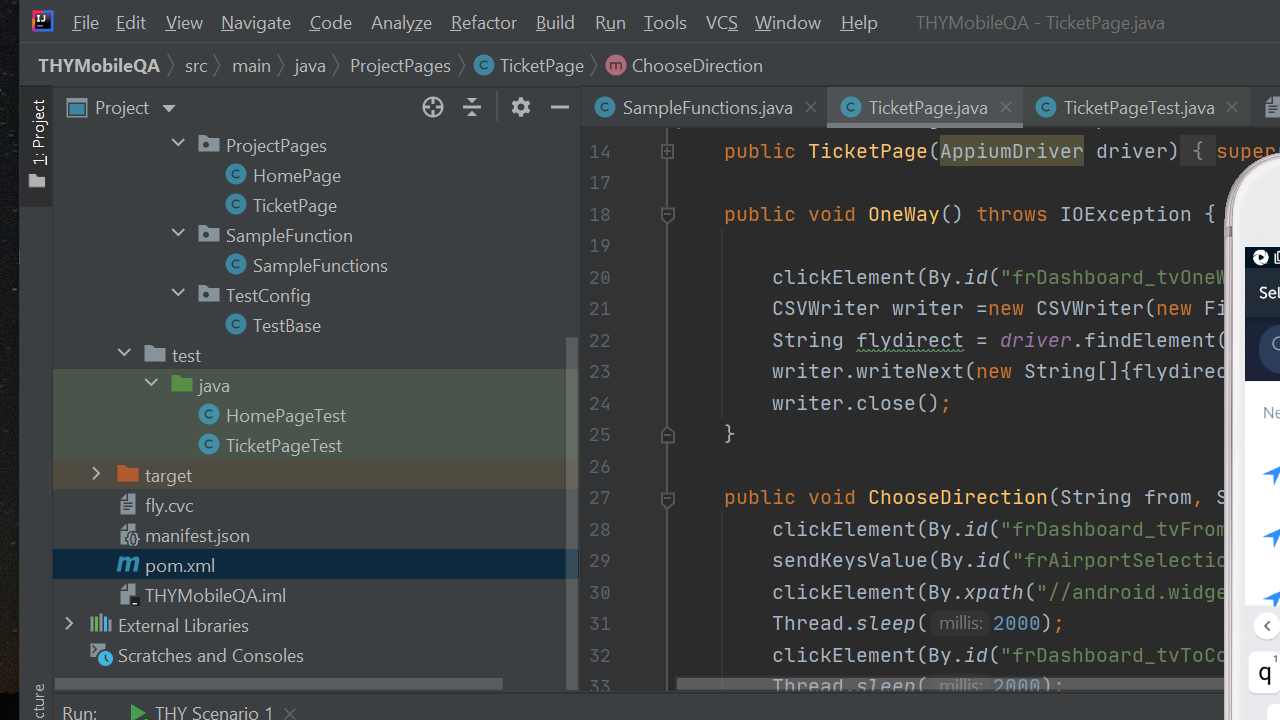 File Edit View Navigate Code Analyze Refactor Build Run Tools VCS Window Help THYMobileQA - TicketPage.java
THYMobileQA src main java ProjectPages TicketPage ChooseDirection
1: Project
Project
SampleFunctions.java TicketPage.java TicketPageTest.java
ProjectPages
HomePage
TicketPage
SampleFunction
SampleFunctions
TestConfig
TestBase
test
java
HomePageTest
TicketPageTest
target
fly.cvc
manifest.json
pom.xml
THYMobileQA.iml
External Libraries
Scratches and Consoles
14 public TicketPage(AppiumDriver driver) { super
17
18 public void OneWay() throws IOException {
19
20 clickElement(By.id("frDashboard_tvOneW
21 CSVWriter writer =new CSVWriter(new Fi
22 String flydirect = driver.findElement(
23 writer.writeNext(new String[]{flydirec
24 writer.close();
25 }
26
27 public void ChooseDirection(String from, S
28 clickElement(By.id("frDashboard_tvFrom
29 sendKeysValue(By.id("frAirportSelectio
30 clickElement(By.xpath("//android.widge
31 Thread.sleep( millis: 2000);
32 clickElement(By.id("frDashboard_tvToCo
33 Thread.sleep( millis: 2000);
Sel
Ne
q 1
cture
Run: THY Scenario 1